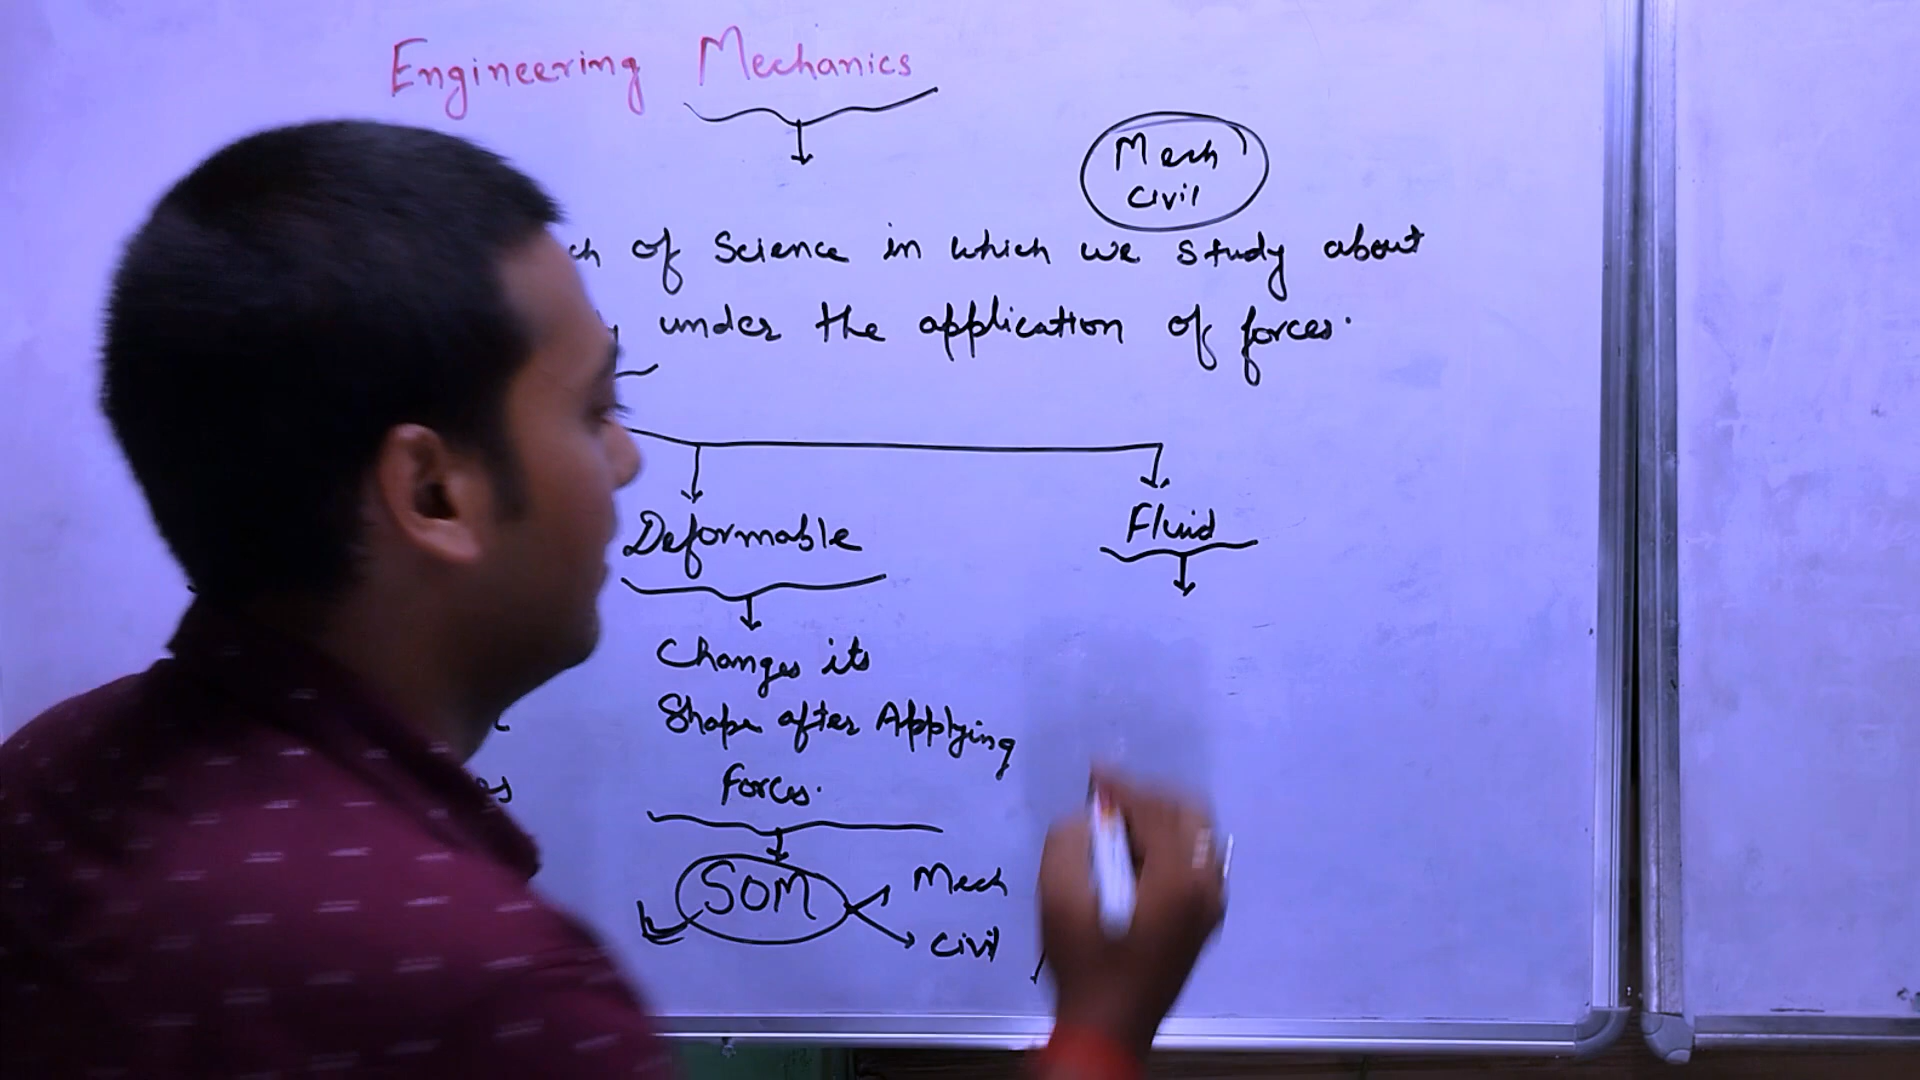 Engineering Mechanics
Mech
Civil
ch of Science in which we study about
y under the application of forces.
Deformable
Fluid
Changes its
Shape after Applying
forces.
es
SOM
Mech
Civil